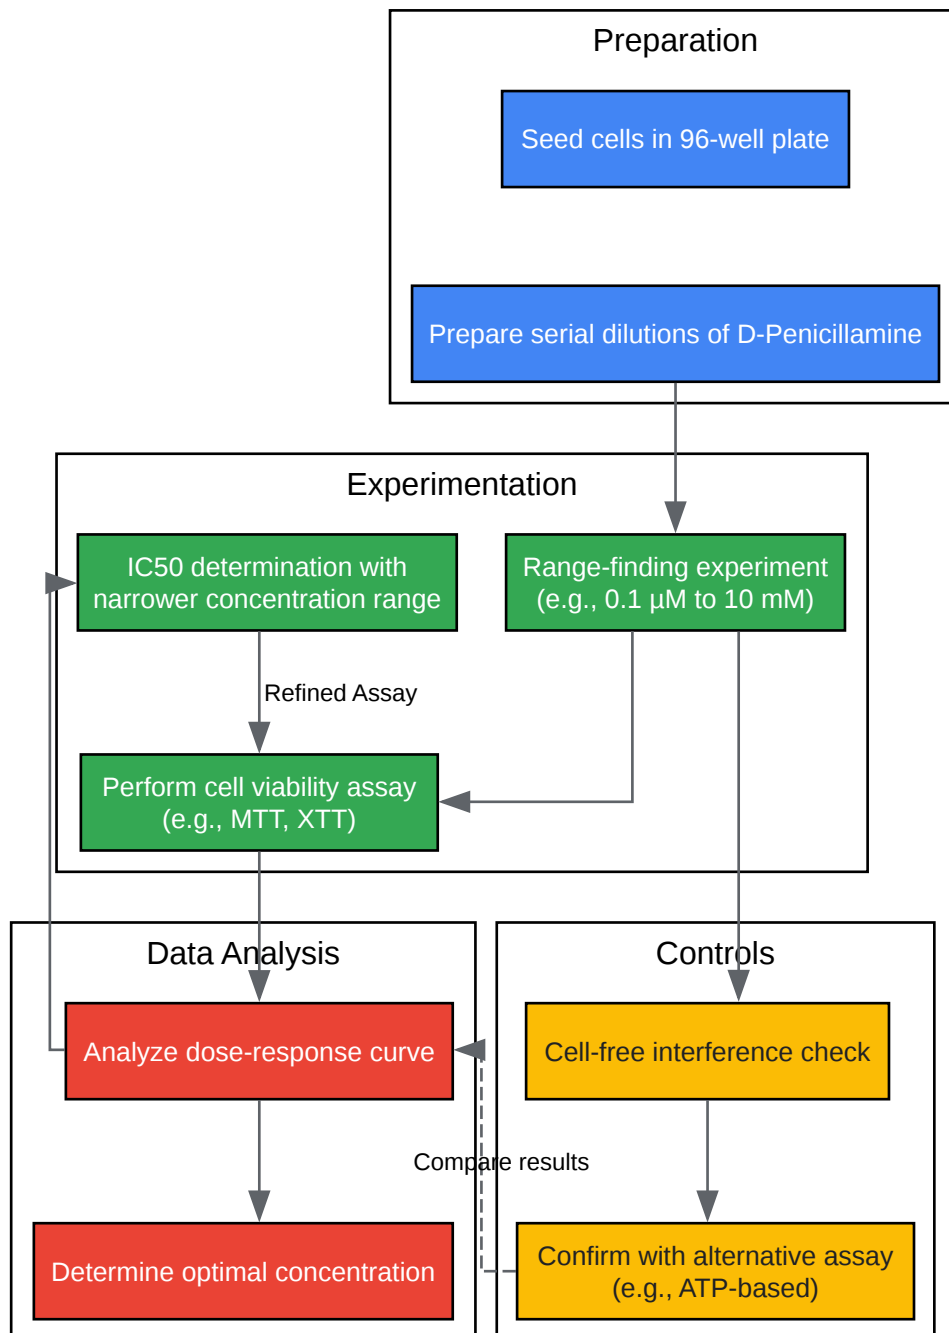 Preparation
Seed cells in 96-well plate
Prepare serial dilutions of D-Penicillamine
Experimentation
IC50 determination with
narrower concentration range
Range-finding experiment
(e.g., 0.1 µM to 10 mM)
Refined Assay
Perform cell viability assay
(e.g., MTT, XTT)
Data Analysis
Controls
Analyze dose-response curve
Cell-free interference check
Compare results
Determine optimal concentration
Confirm with alternative assay
(e.g., ATP-based)